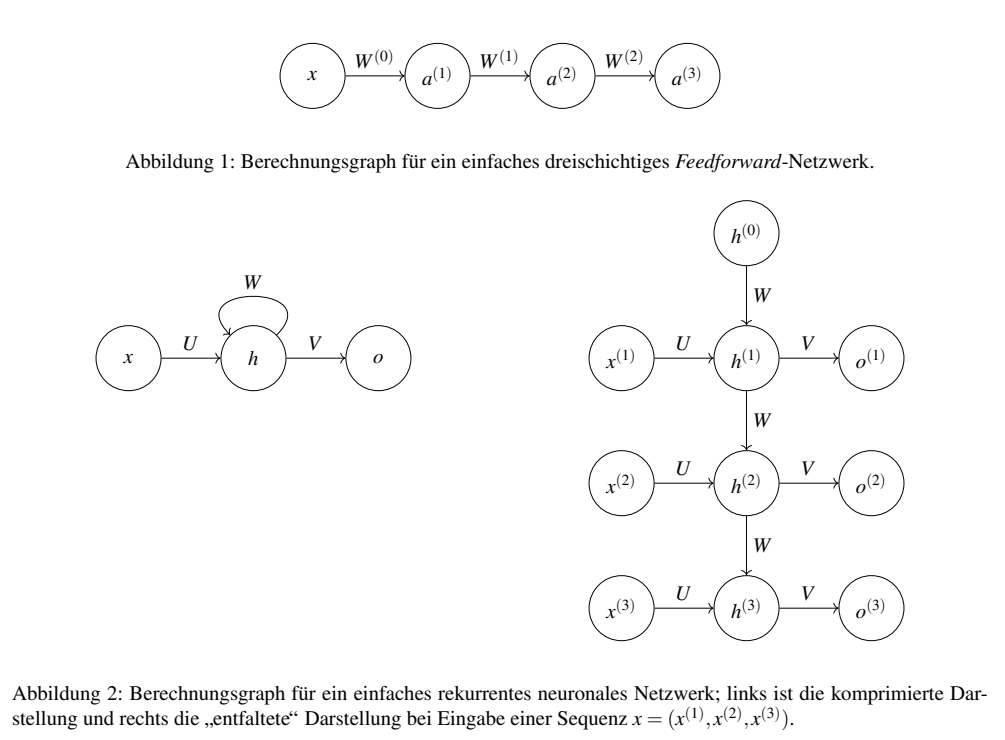 W^(0) W^(1) W^(2)
x a^(1) a^(2) a^(3)
Abbildung 1: Berechnungsgraph für ein einfaches dreischichtiges Feedforward-Netzwerk.
W
U V
x h o
h^(0)
W
U V
x^(1) h^(1) o^(1)
W
U V
x^(2) h^(2) o^(2)
W
U V
x^(3) h^(3) o^(3)
Abbildung 2: Berechnungsgraph für ein einfaches rekurrentes neuronales Netzwerk; links ist die komprimierte Dar-
stellung und rechts die „entfaltete“ Darstellung bei Eingabe einer Sequenz x = (x^(1),x^(2),x^(3)).